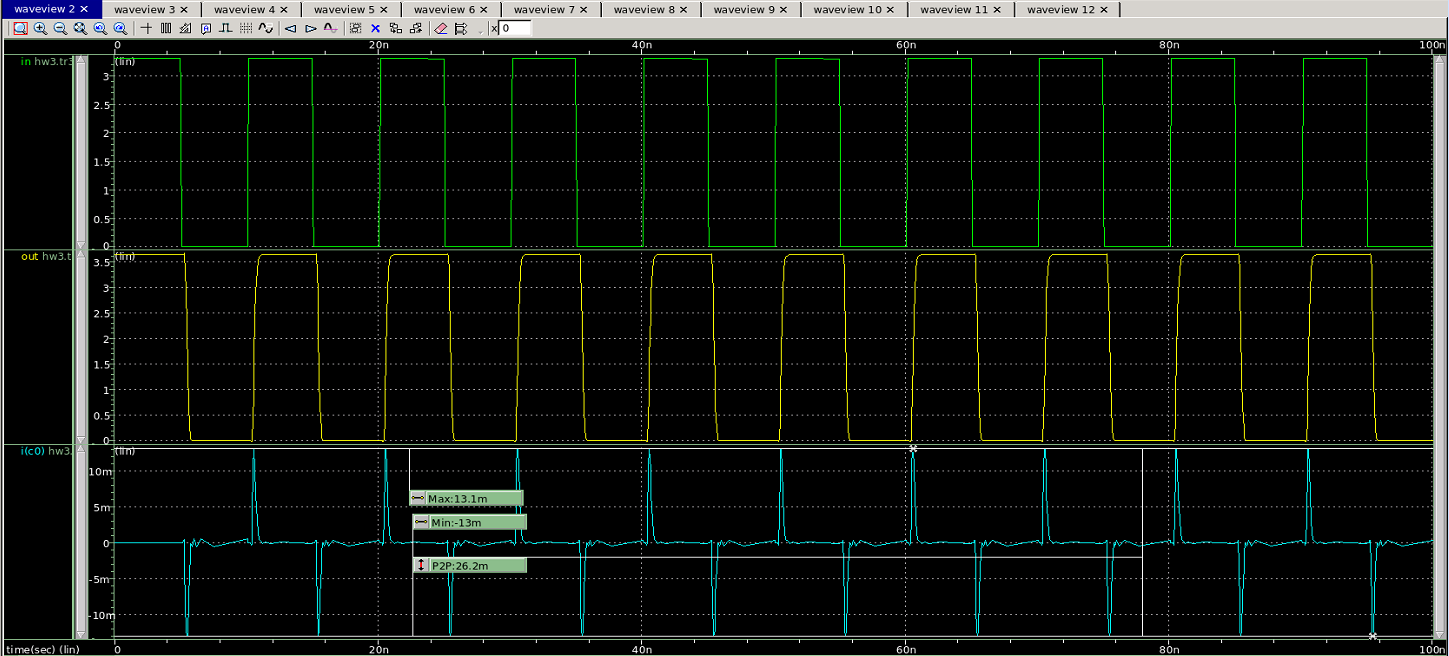 waveview 2 × waveview 3 × waveview 4 × waveview 5 × waveview 6 × waveview 7 × waveview 8 × waveview 9 × waveview 10 × waveview 11 × waveview 12 ×
x 0
0 20n 40n 60n 80n 100n
in hw3.tr3 (lin)
3
2.5
2
1.5
1
0.5
0
out hw3.t (lin)
3.5
3
2.5
2
1.5
1
0.5
0
i(c0) hw3. (lin)
10m
5m
0
-5m
-10m
Max:13.1m
Min:-13m
P2P:26.2m
time(sec) (lin) 0 20n 40n 60n 80n 100n